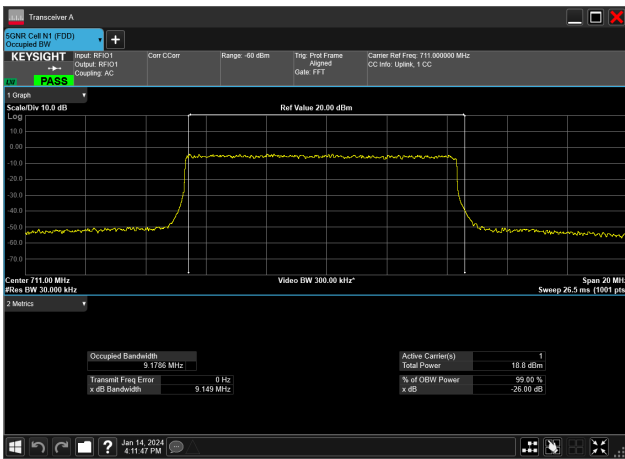 Transceiver A
5GNR Cell N1 (FDD)
Occupied BW
KEYSIGHT
PASS
Input: RFIO1
Output: RFIO1
Coupling: AC
Corr CCorr
Range: -60 dBm
Trig: Prot Frame
Aligned
Gate: FFT
Carrier Ref Freq: 711.000000 MHz
CC Info: Uplink, 1 CC
1 Graph
Scale/Div 10.0 dB
Ref Value 20.00 dBm
Log
10.0
0.00
-10.0
-20.0
-30.0
-40.0
-50.0
-60.0
-70.0
Center 711.00 MHz
Video BW 300.00 kHz*
Span 20 MHz
#Res BW 30.000 kHz
Sweep 26.5 ms (1001 pts
2 Metrics
Occupied Bandwidth
9.1786 MHz
Active Carrier(s) 1
Total Power 18.8 dBm
Transmit Freq Error 0 Hz
x dB Bandwidth 9.149 MHz
% of OBW Power 99.00 %
x dB -26.00 dB
?
Jan 14, 2024
4:11:47 PM